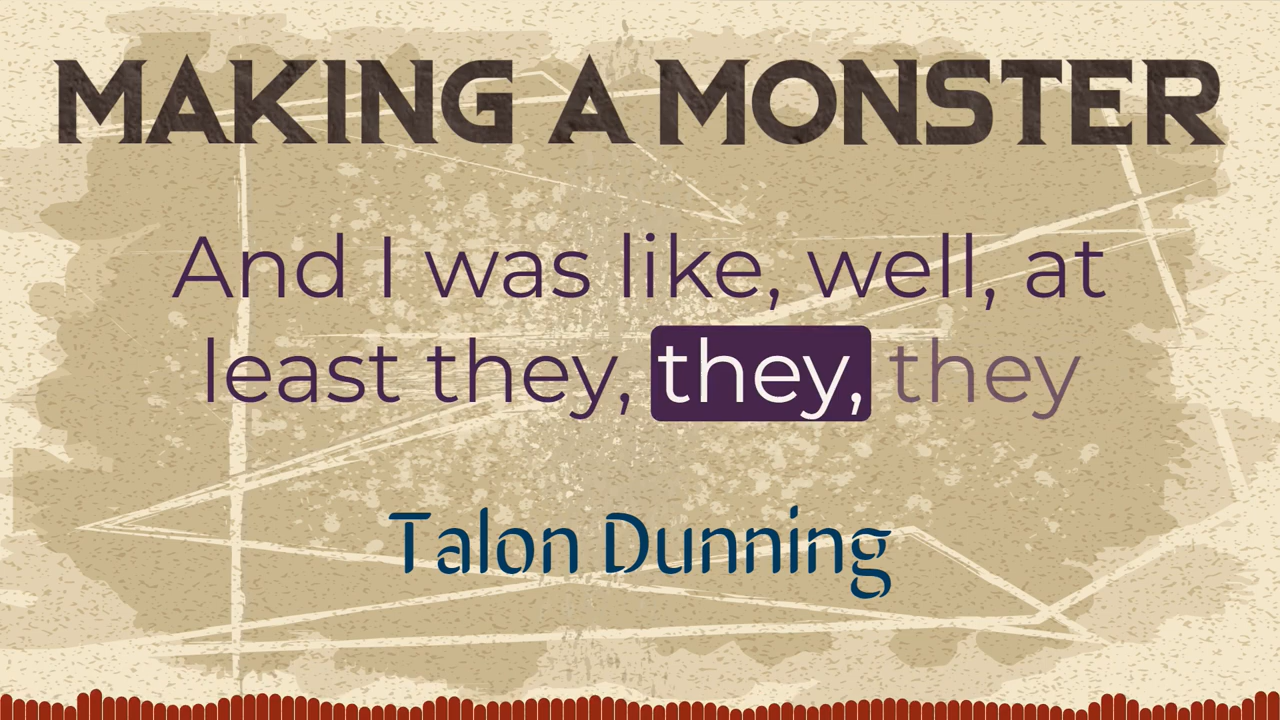 MAKING A MONSTER
And I was like, well, at
least they, they, they
Talon Dunning